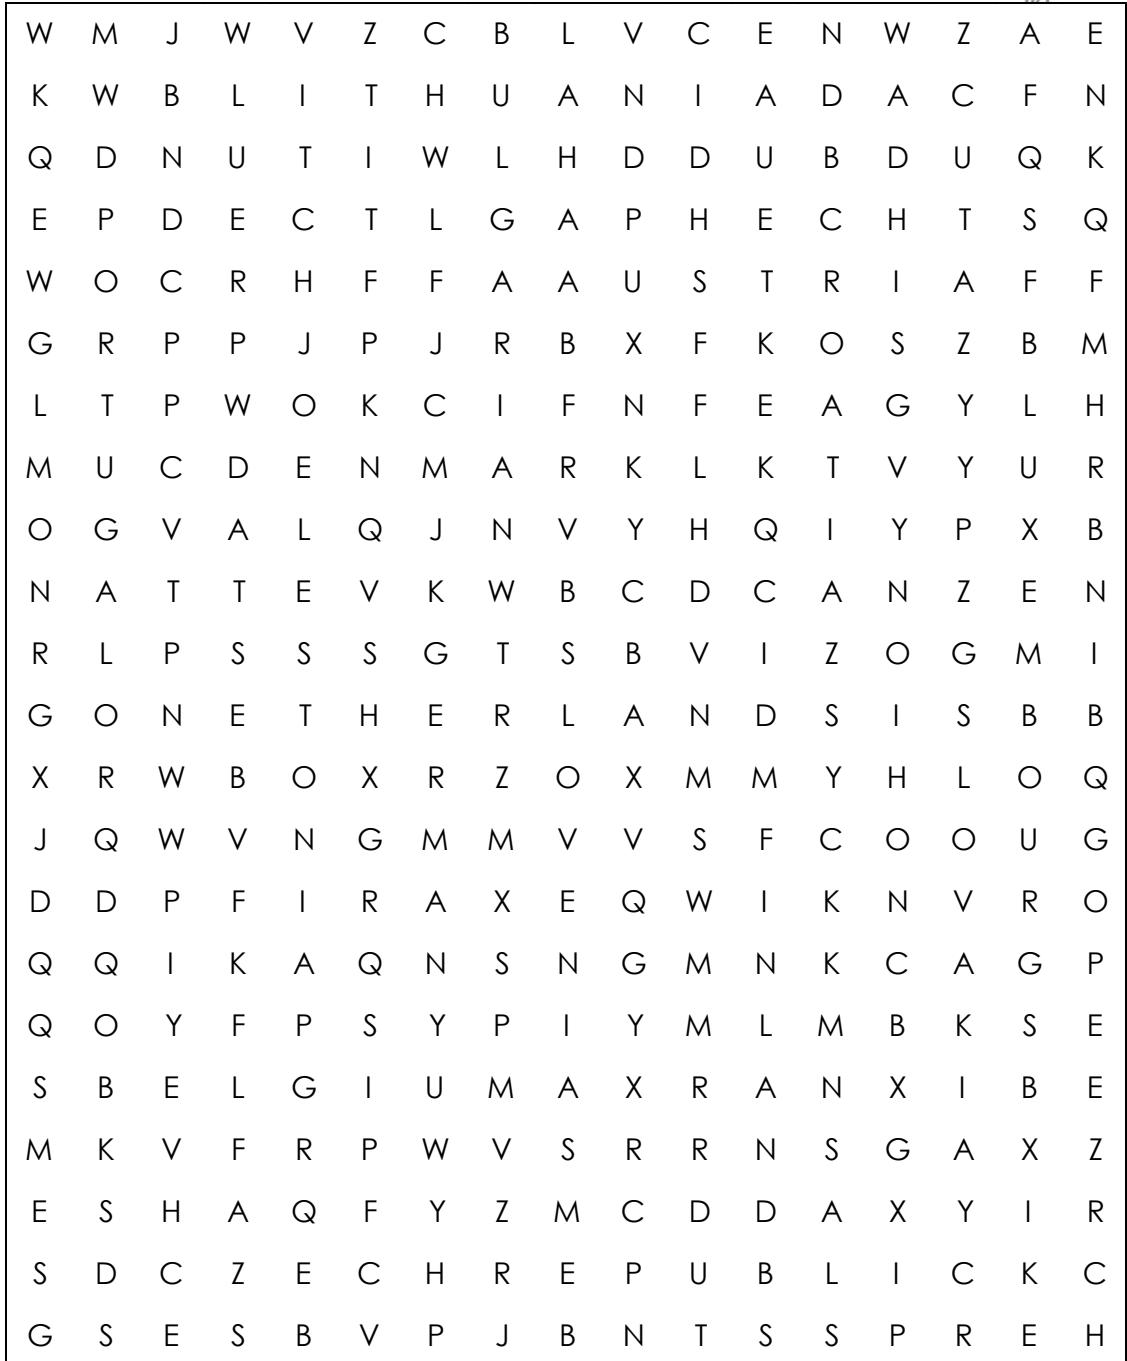 W M J W V Z C B L V C E N W Z A E
K W B L I T H U A N I A D A C F N
Q D N U T I W L H D D U B D U Q K
E P D E C T L G A P H E C H T S Q
W O C R H F F A A U S T R I A F F
G R P P J P J R B X F K O S Z B M
L T P W O K C I F N F E A G Y L H
M U C D E N M A R K L K T V Y U R
O G V A L Q J N V Y H Q I Y P X B
N A T T E V K W B C D C A N Z E N
R L P S S S G T S B V I Z O G M I
G O N E T H E R L A N D S I S B B
X R W B O X R Z O X M M Y H L O Q
J Q W V N G M M V V S F C O O U G
D D P F I R A X E Q W I K N V R O
Q Q I K A Q N S N G M N K C A G P
Q O Y F P S Y P I Y M L M B K S E
S B E L G I U M A X R A N X I B E
M K V F R P W V S R R N S G A X Z
E S H A Q F Y Z M C D D A X Y I R
S D C Z E C H R E P U B L I C K C
G S E S B V P J B N T S S P R E H